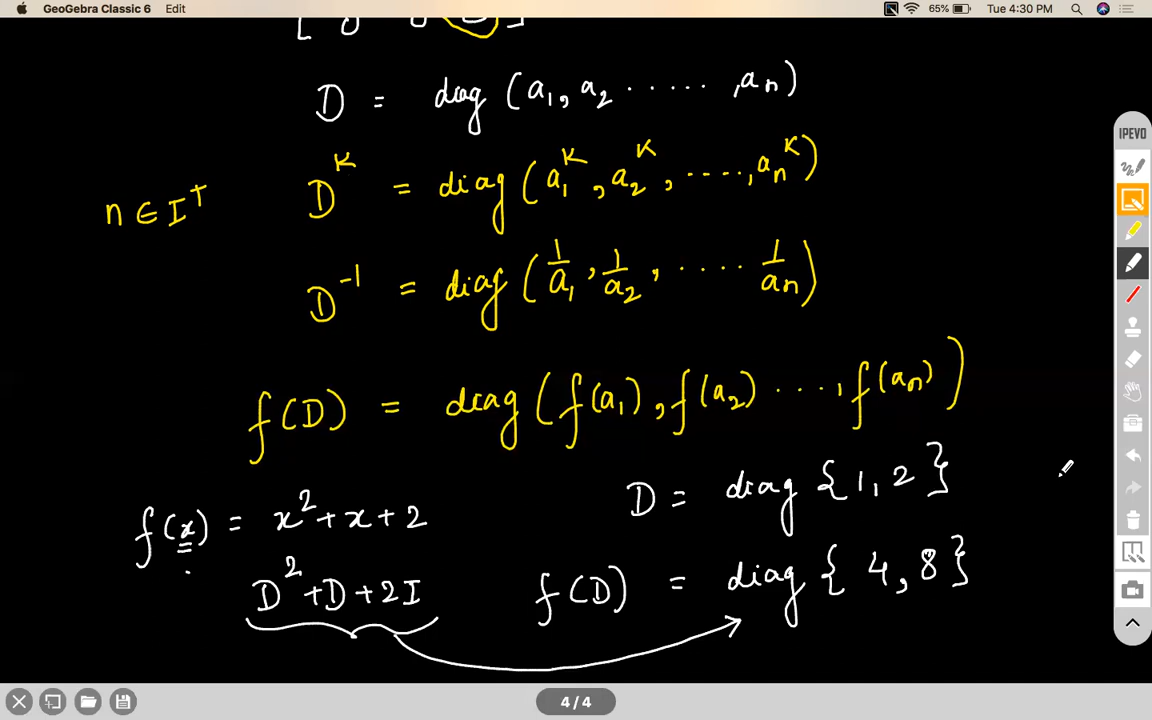 GeoGebra Classic 6 Edit 65% Tue 4:30 PM
[ 0 0 ]
D = diag (a₁, a₂ ..... , aₙ)
n ∈ I⁺ Dᴷ = diag (a₁ᴷ, a₂ᴷ, ...., aₙᴷ)
D⁻¹ = diag (1/a₁, 1/a₂, .... 1/aₙ)
f(D) = diag (f(a₁), f(a₂) ...., f(aₙ))
D = diag {1, 2}
f(x) = x² + x + 2
D² + D + 2I f(D) = diag { 4, 8}
IPEVO
4/4